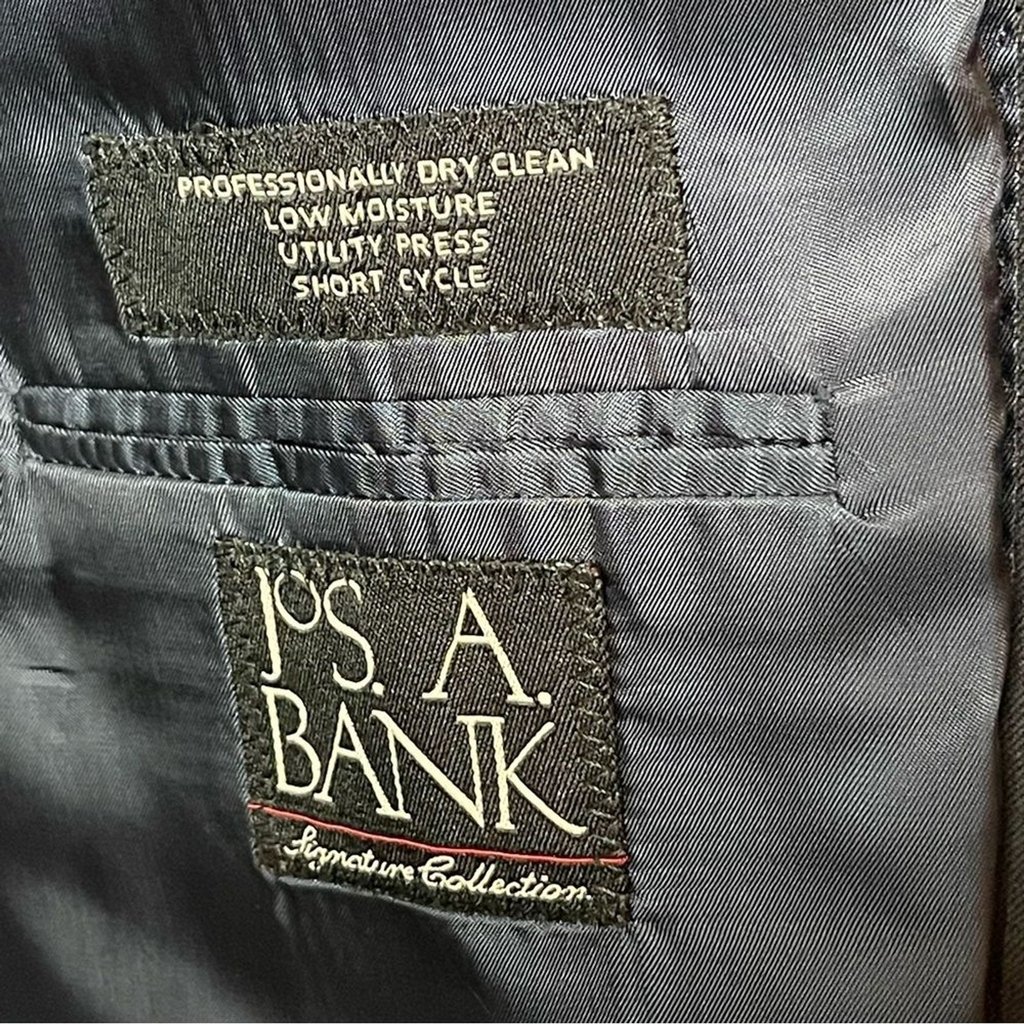 PROFESSIONALLY DRY CLEAN
LOW MOISTURE
UTILITY PRESS
SHORT CYCLE
JOS. A.
BANK
Signature Collection